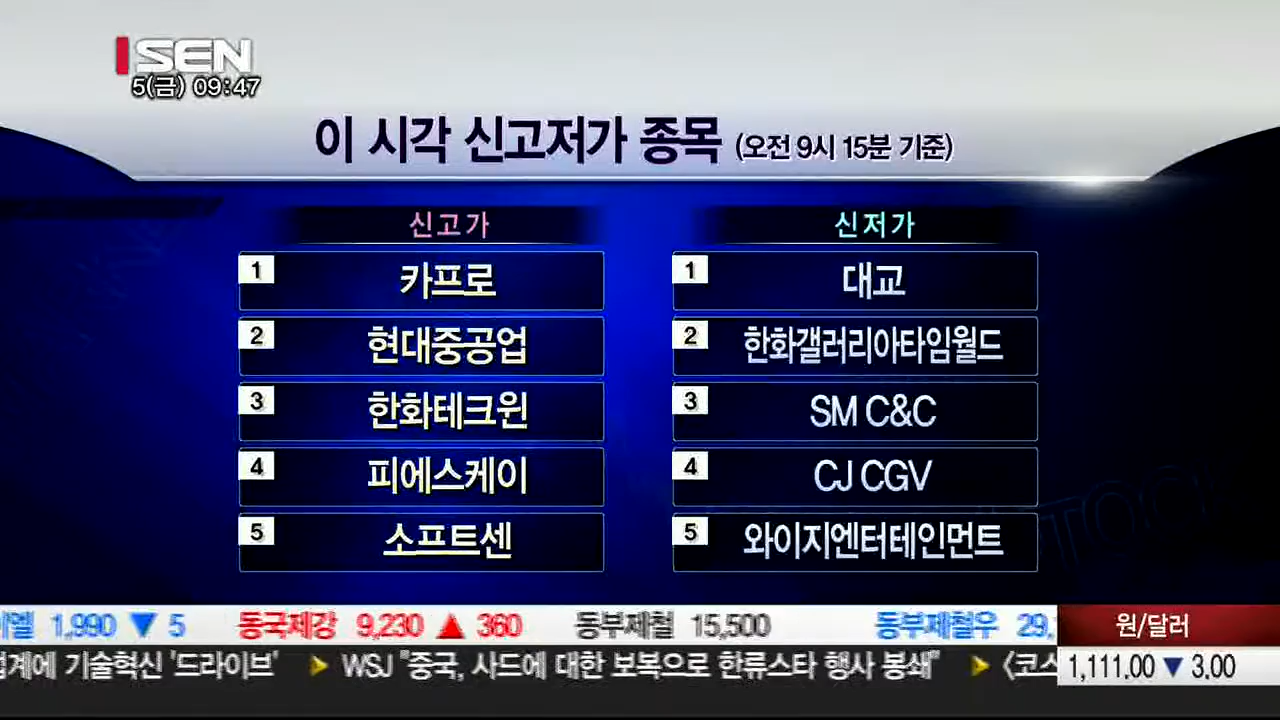 SEN
5(금) 09:47
이 시각 신고저가 종목 (오전 9시 15분 기준)
신고가
1 카프로
2 현대중공업
3 한화테크윈
4 피에스케이
5 소프트센
신저가
1 대교
2 한화갤러리아타임월드
3 SM C&C
4 CJ CGV
5 와이지엔터테인먼트
1,990 ▼ 5 동국제강 9,230 ▲ 360 동부제철 15,500 동부제철우 29,
원/달러
기술혁신 '드라이브' ▶ WSJ "중국, 사드에 대한 보복으로 한류스타 행사 봉쇄" ▶ 〈코스
1,111.00 ▼ 3.00